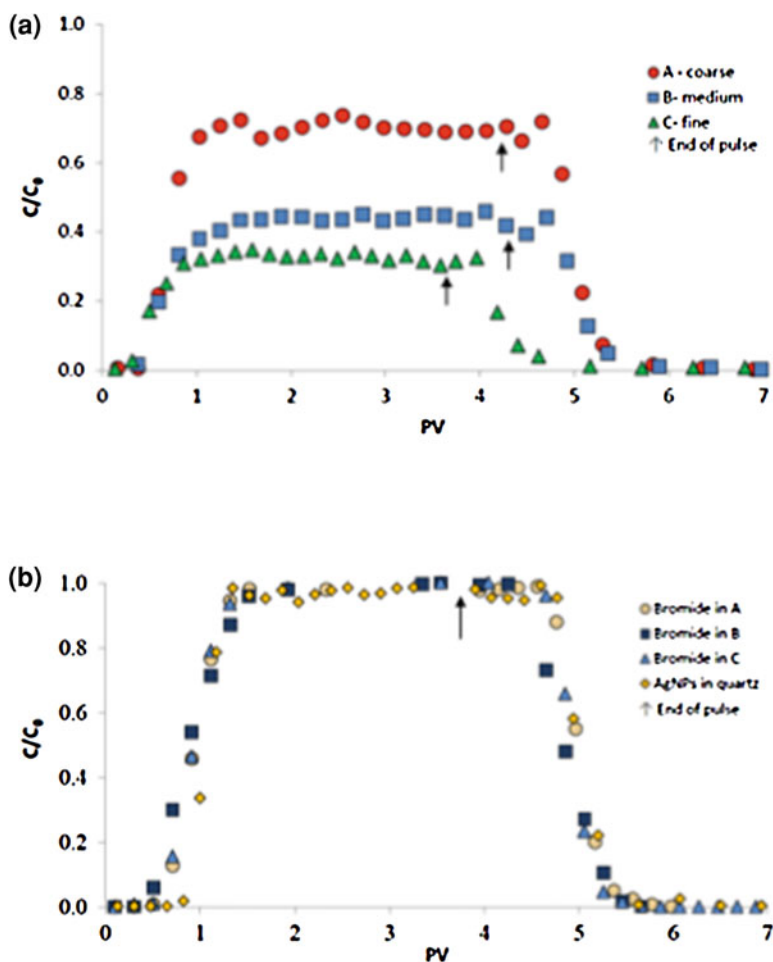 (a)
1.0
0.8
0.6
0.4
0.2
0.0
C/C₀
0 1 2 3 4 5 6 7
PV
A - coarse
B- medium
C- fine
↑ End of pulse
(b)
1.0
0.8
0.6
0.4
0.2
0.0
C/C₀
0 1 2 3 4 5 6 7
PV
Bromide in A
Bromide in B
Bromide in C
AgNPs in quartz
↑ End of pulse